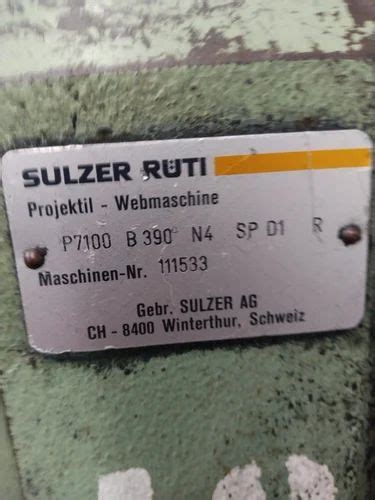 SULZER RÜTI
Projektil - Webmaschine
P7100 B 390 N4 SP D1 R
Maschinen-Nr. 111533
Gebr. SULZER AG
CH - 8400 Winterthur, Schweiz